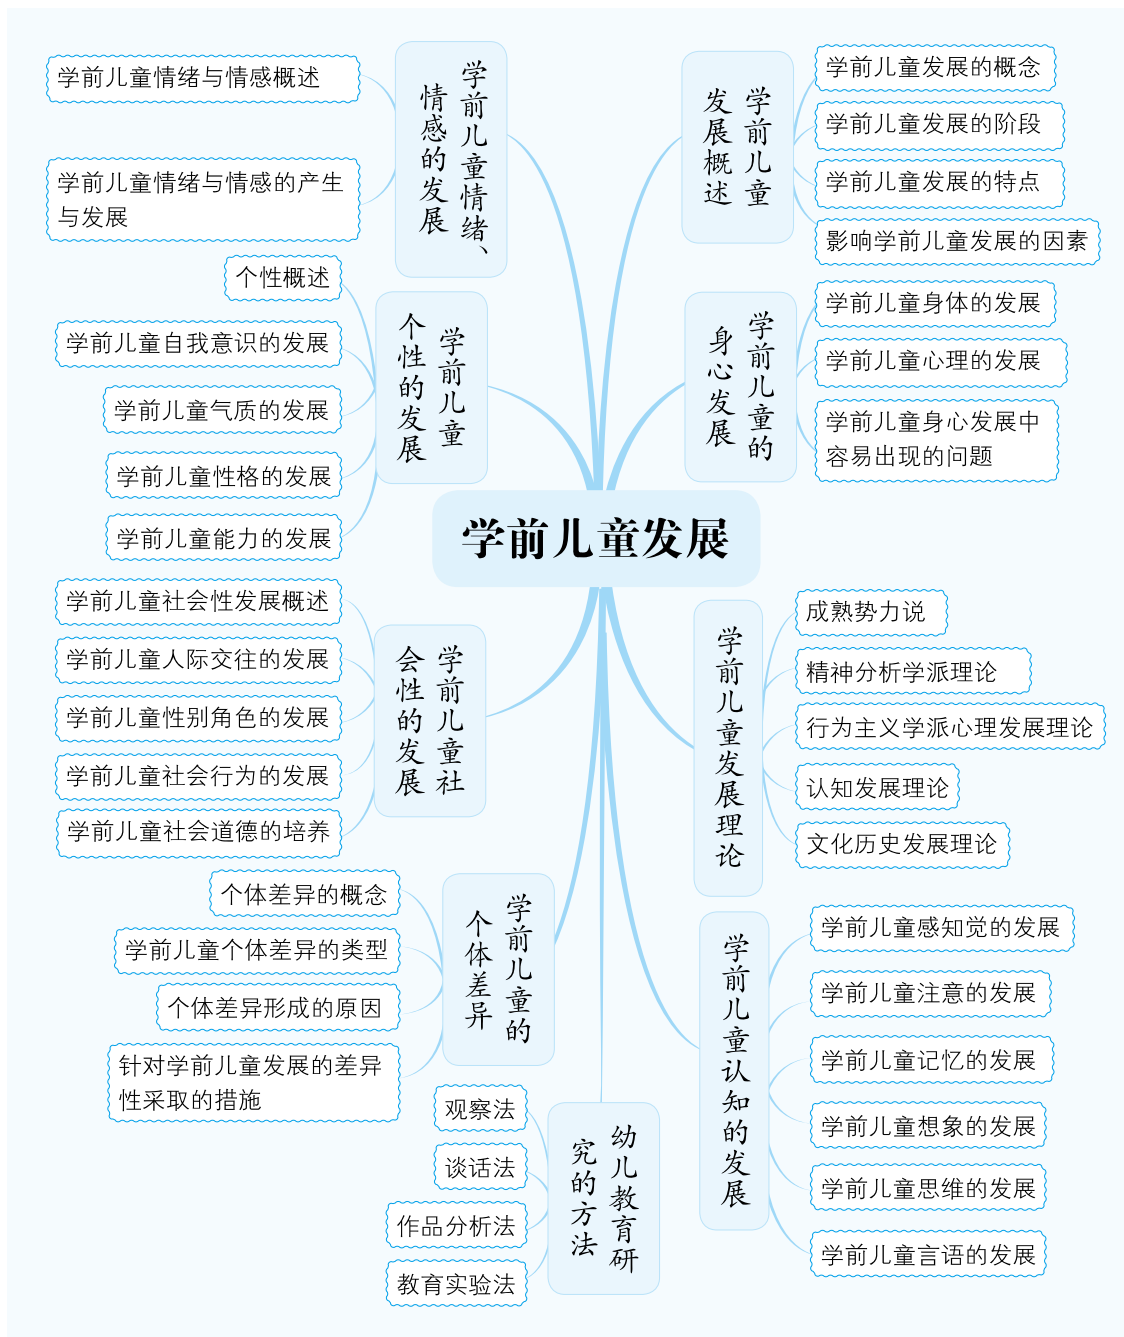 学前儿童发展
学前儿童
发展概述
学前儿童发展的概念
学前儿童发展的阶段
学前儿童发展的特点
影响学前儿童发展的因素
学前儿童的
身心发展
学前儿童身体的发展
学前儿童心理的发展
学前儿童身心发展中
容易出现的问题
学前儿童发展理论
成熟势力说
精神分析学派理论
行为主义学派心理发展理论
认知发展理论
文化历史发展理论
学前儿童认知的发展
学前儿童感知觉的发展
学前儿童注意的发展
学前儿童记忆的发展
学前儿童想象的发展
学前儿童思维的发展
学前儿童言语的发展
学前儿童情绪、
情感的发展
学前儿童情绪与情感概述
学前儿童情绪与情感的产生
与发展
学前儿童
个性的发展
个性概述
学前儿童自我意识的发展
学前儿童气质的发展
学前儿童性格的发展
学前儿童能力的发展
学前儿童社
会性的发展
学前儿童社会性发展概述
学前儿童人际交往的发展
学前儿童性别角色的发展
学前儿童社会行为的发展
学前儿童社会道德的培养
学前儿童的
个体差异
个体差异的概念
学前儿童个体差异的类型
个体差异形成的原因
针对学前儿童发展的差异
性采取的措施
幼儿教育研
究的方法
观察法
谈话法
作品分析法
教育实验法